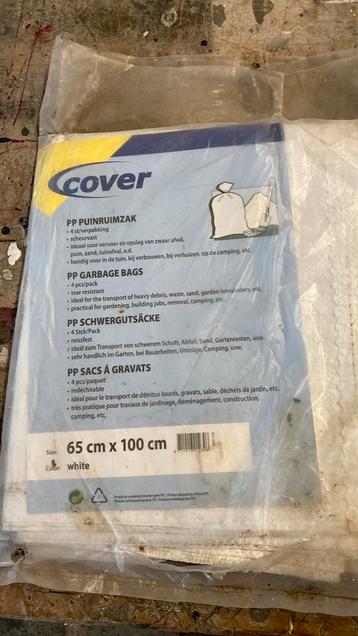 cover
PP PUINRUIMZAK
• 4 st/verpakking
• scheurvast
• ideaal voor vervoer en opslag van zwaar afval,
puin, zand, tuinafval, e.d.
• handig voor in de tuin, bij verbouwen, bij verhuizen, op de camping, etc.
PP GARBAGE BAGS
• 4 pcs/pack
• tear resistant
• ideal for the transport of heavy debris, waste, sand, garden remainders, etc.
• practical for gardening, building jobs, removal, camping, etc.
PP SCHWERGUTSÄCKE
• 4 Stck/Pack
• reissfest
• ideal zum Transport von schwerem Schutt, Abfall, Sand, Gartenresten, usw.
• sehr handlich im Garten, bei Bauarbeiten, Umzüge, Camping, usw.
PP SACS Á GRAVATS
• 4 pcs/paquet
• indéchirable
• idéal pour le transport de détritus lourds, gravats, sable, déchets de jardin, etc.
• très pratique pour travaux de jardinage, déménagement, construction,
camping, etc.
Size: 65 cm x 100 cm
Color: white